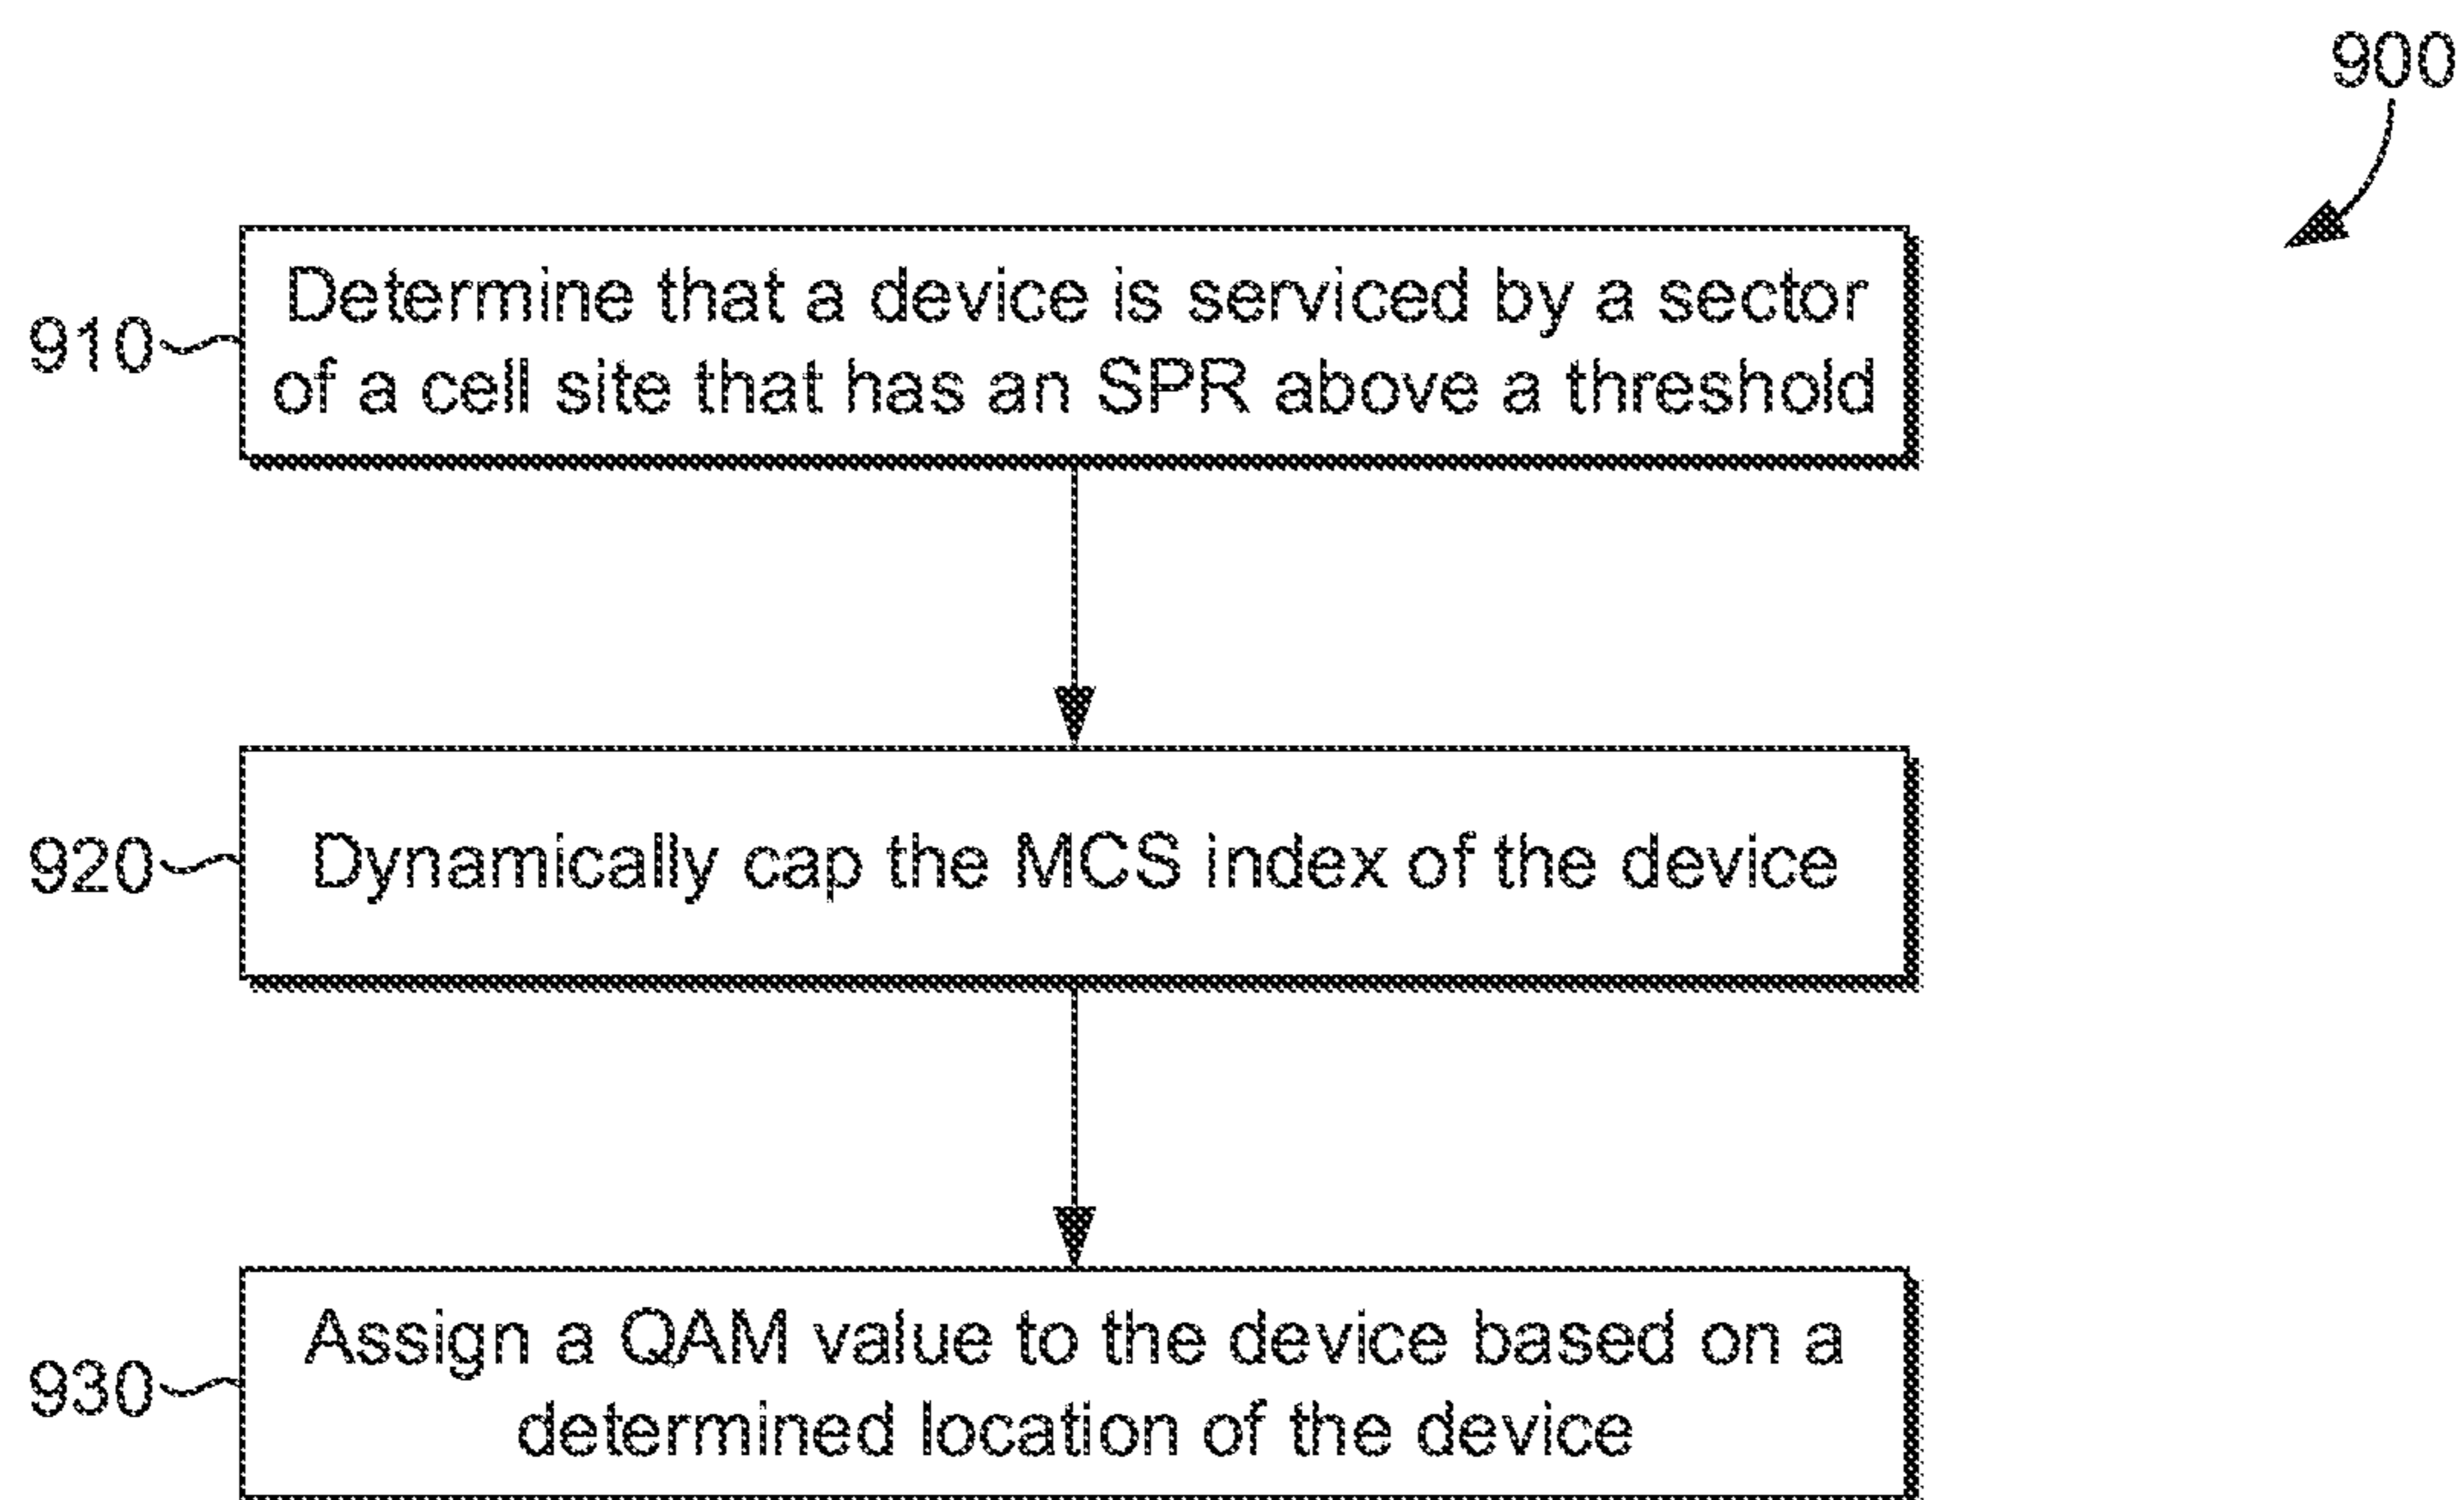 900
910
Determine that a device is serviced by a sector
of a cell site that has an SPR above a threshold
920
Dynamically cap the MCS index of the device
930
Assign a QAM value to the device based on a
determined location of the device